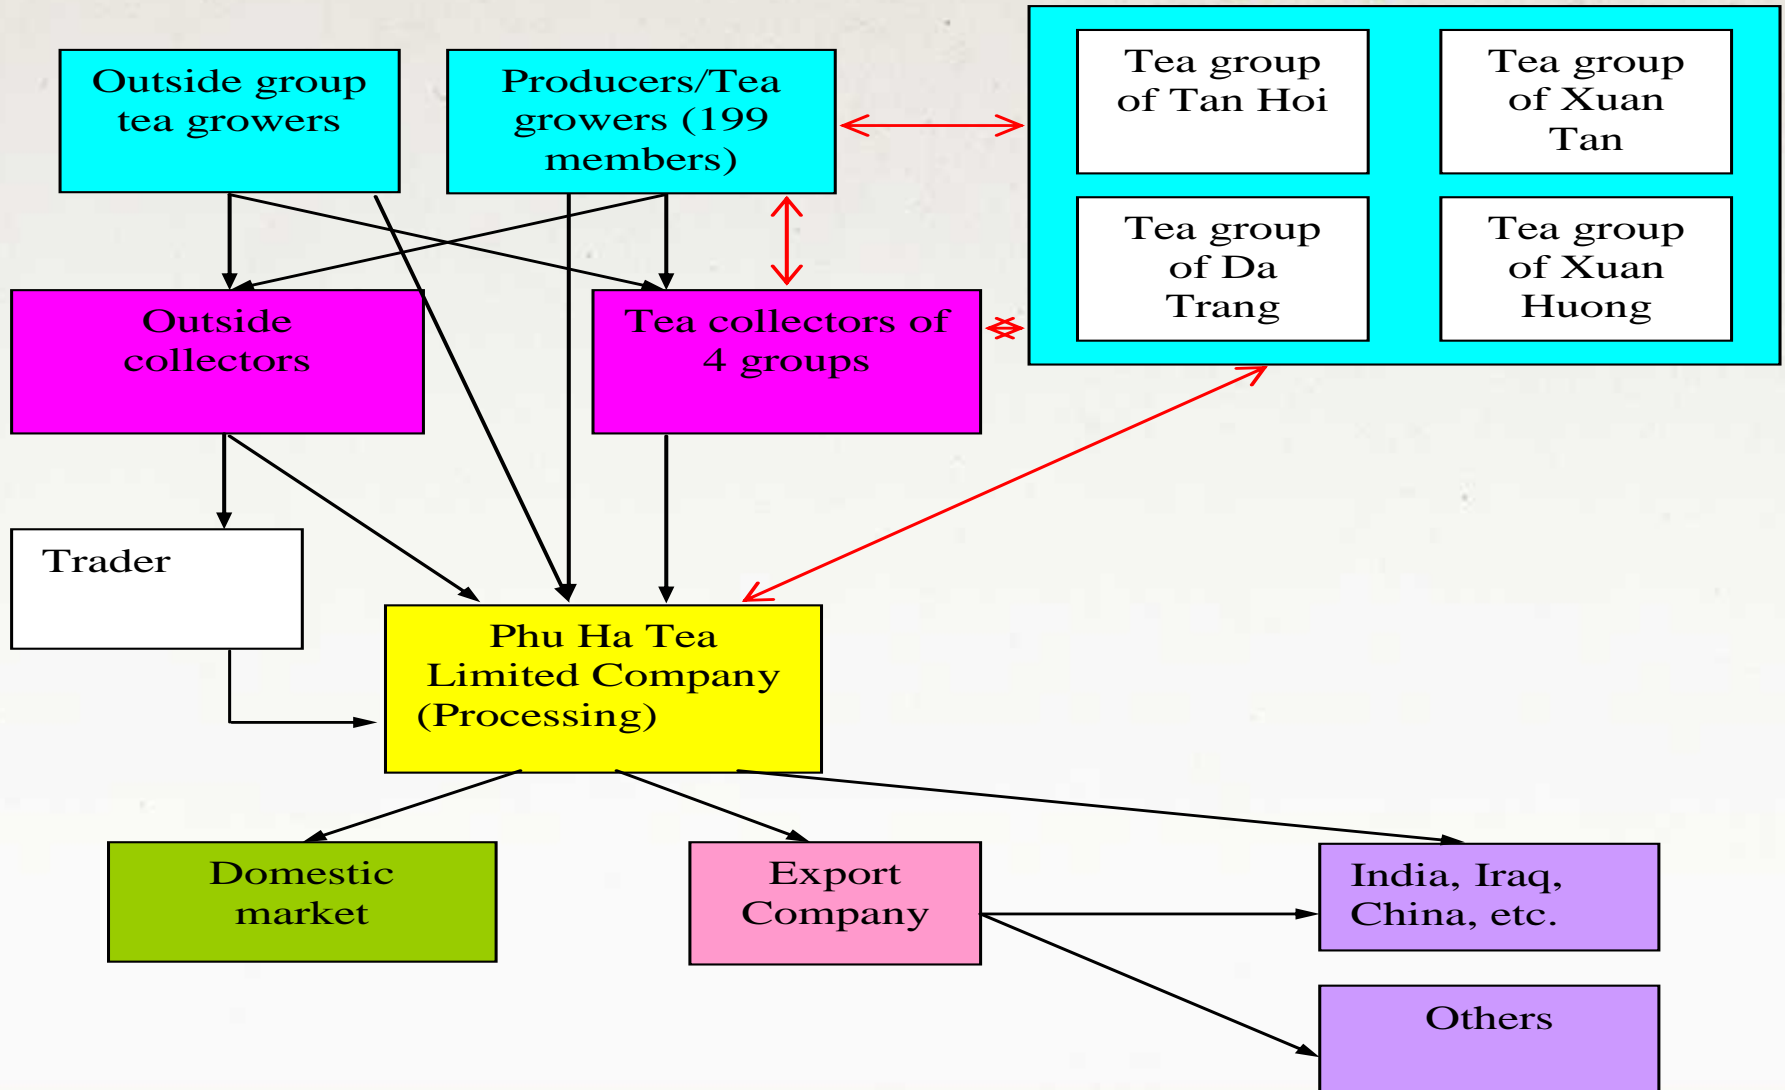 Outside group
tea growers
Producers/Tea
growers (199
members)
Tea group
of Tan Hoi
Tea group
of Xuan
Tan
Tea group
of Da
Trang
Tea group
of Xuan
Huong
Outside
collectors
Tea collectors of
4 groups
Trader
Phu Ha Tea
Limited Company
(Processing)
Domestic
market
Export
Company
India, Iraq,
China, etc.
Others